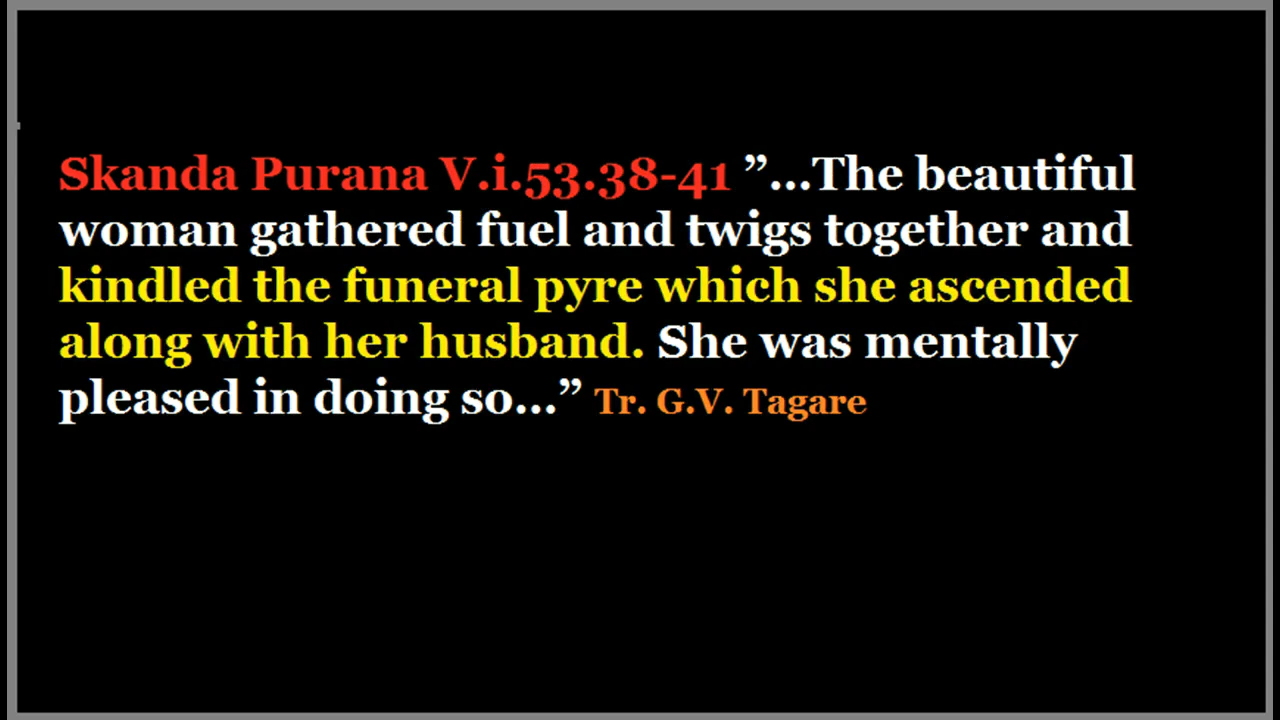 Skanda Purana V.i.53.38-41 ”...The beautiful
woman gathered fuel and twigs together and
kindled the funeral pyre which she ascended
along with her husband. She was mentally
pleased in doing so...” Tr. G.V. Tagare